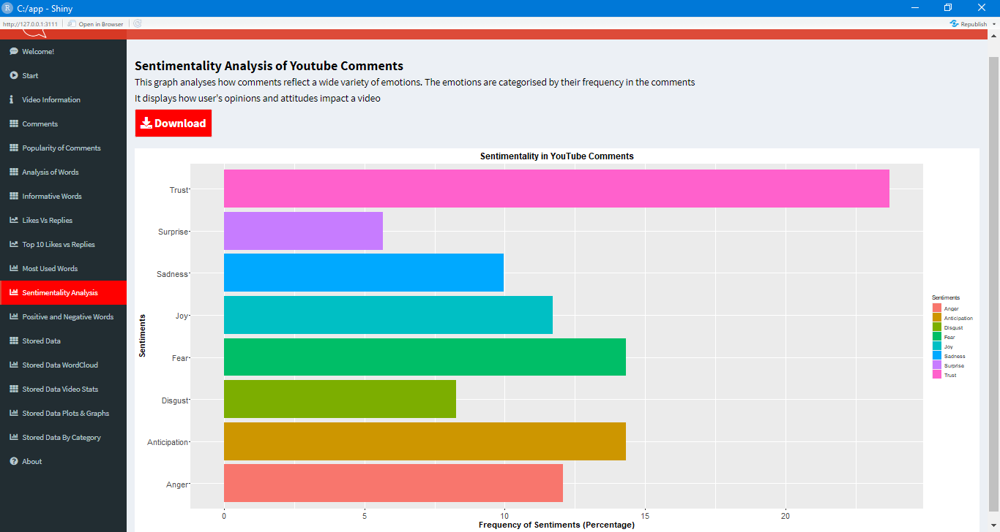 C:/app - Shiny
http://127.0.0.1:3111
Open in Browser
Republish
Welcome!
Start
Video Information
Comments
Popularity of Comments
Analysis of Words
Informative Words
Likes Vs Replies
Top 10 Likes vs Replies
Most Used Words
Sentimentality Analysis
Positive and Negative Words
Stored Data
Stored Data WordCloud
Stored Data Video Stats
Stored Data Plots & Graphs
Stored Data By Category
About
Sentimentality Analysis of Youtube Comments
This graph analyses how comments reflect a wide variety of emotions. The emotions are categorised by their frequency in the comments
It displays how user's opinions and attitudes impact a video
Download
Sentimentality in YouTube Comments
Sentiments
Trust
Surprise
Sadness
Joy
Fear
Disgust
Anticipation
Anger
0 5 10 15 20
Frequency of Sentiments (Percentage)
Sentiments
Anger
Anticipation
Disgust
Fear
Joy
Sadness
Surprise
Trust